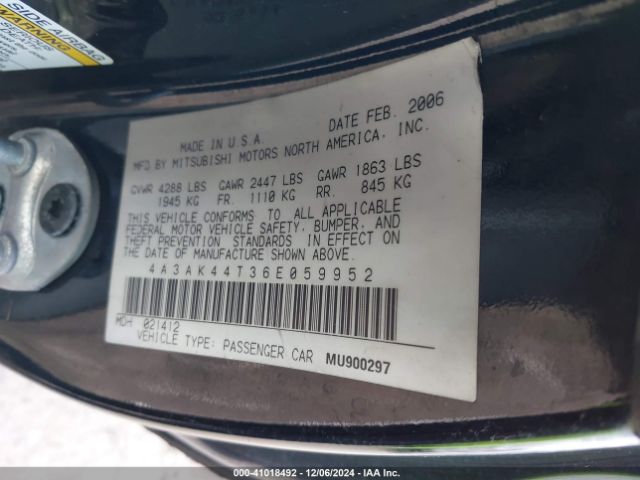 SIDE AIRBAG
WARNING
DATE FEB. 2006
MADE IN U.S.A.
MFD BY MITSUBISHI MOTORS NORTH AMERICA, INC.
GVWR 4288 LBS GAWR 2447 LBS GAWR 1863 LBS
1945 KG FR. 1110 KG RR. 845 KG
THIS VEHICLE CONFORMS TO ALL APPLICABLE
FEDERAL MOTOR VEHICLE SAFETY, BUMPER, AND
THEFT PREVENTION STANDARDS IN EFFECT ON
THE DATE OF MANUFACTURE SHOWN ABOVE.
4A3AK44T36E059952
MDH 021412
VEHICLE TYPE: PASSENGER CAR MU900297
000-41018492 - 12/06/2024 - IAA Inc.